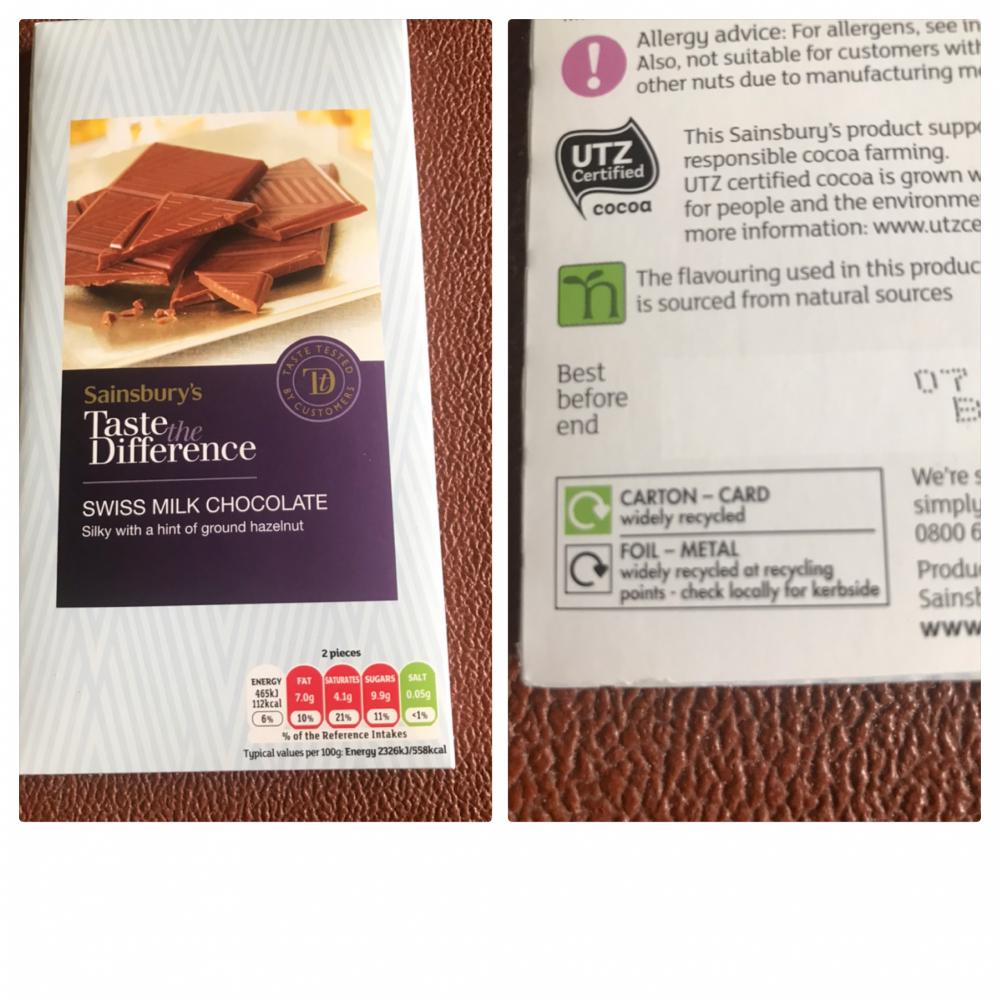 TASTE TESTED
Tt
BY CUSTOMERS
Sainsbury's
Taste the
Difference
SWISS MILK CHOCOLATE
Silky with a hint of ground hazelnut
2 pieces
ENERGY FAT SATURATES SUGARS SALT
465kJ 7.0g 4.1g 9.9g 0.05g
112kcal
6% 10% 21% 11% <1%
% of the Reference Intakes
Typical values per 100g: Energy 2326kJ/558kcal
Allergy advice: For allergens, see in
Also, not suitable for customers with
other nuts due to manufacturing me
UTZ
Certified
cocoa
This Sainsbury's product suppo
responsible cocoa farming.
UTZ certified cocoa is grown w
for people and the environme
more information: www.utzce
The flavouring used in this produc
is sourced from natural sources
Best
before
end
07
CARTON – CARD
widely recycled
FOIL – METAL
widely recycled at recycling
points - check locally for kerbside
We're s
simply
0800 6
Produ
Sainsb
www